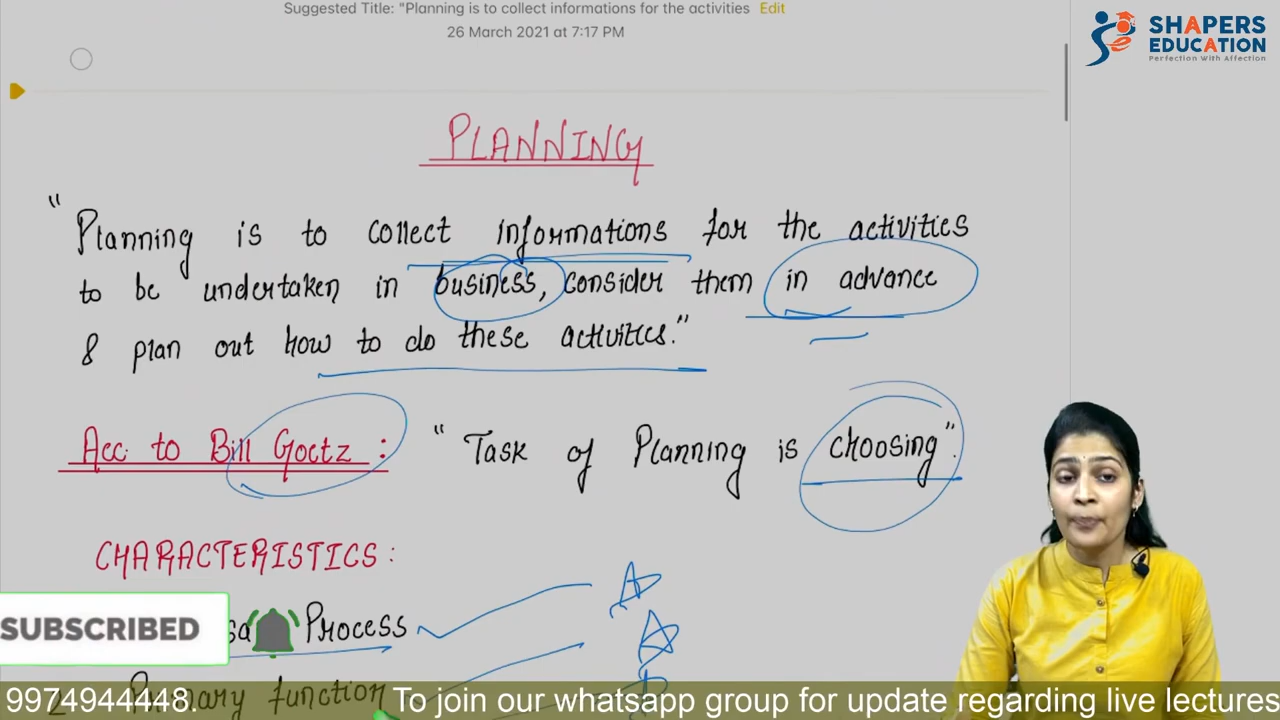 Suggested Title: "Planning is to collect informations for the activities Edit
26 March 2021 at 7:17 PM
SHAPERS
EDUCATION
Perfection With Affection
PLANNING
"Planning is to collect informations for the activities
to be undertaken in business, consider them in advance
& plan out how to do these activities."
Acc to Bill Goetz: "Task of Planning is choosing".
CHARACTERISTICS:
Process
SUBSCRIBED
2 Primary function
9974944448. To join our whatsapp group for update regarding live lectures